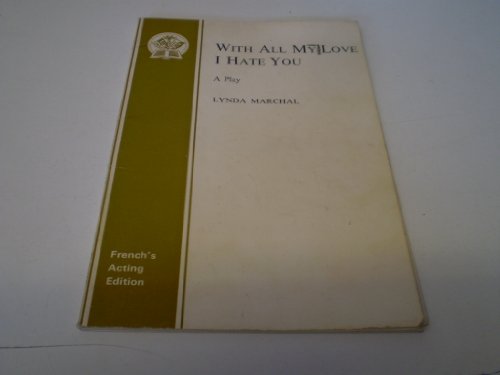 WITH ALL MY LOVE
I HATE YOU
A Play
LYNDA MARCHAL
French's
Acting
Edition